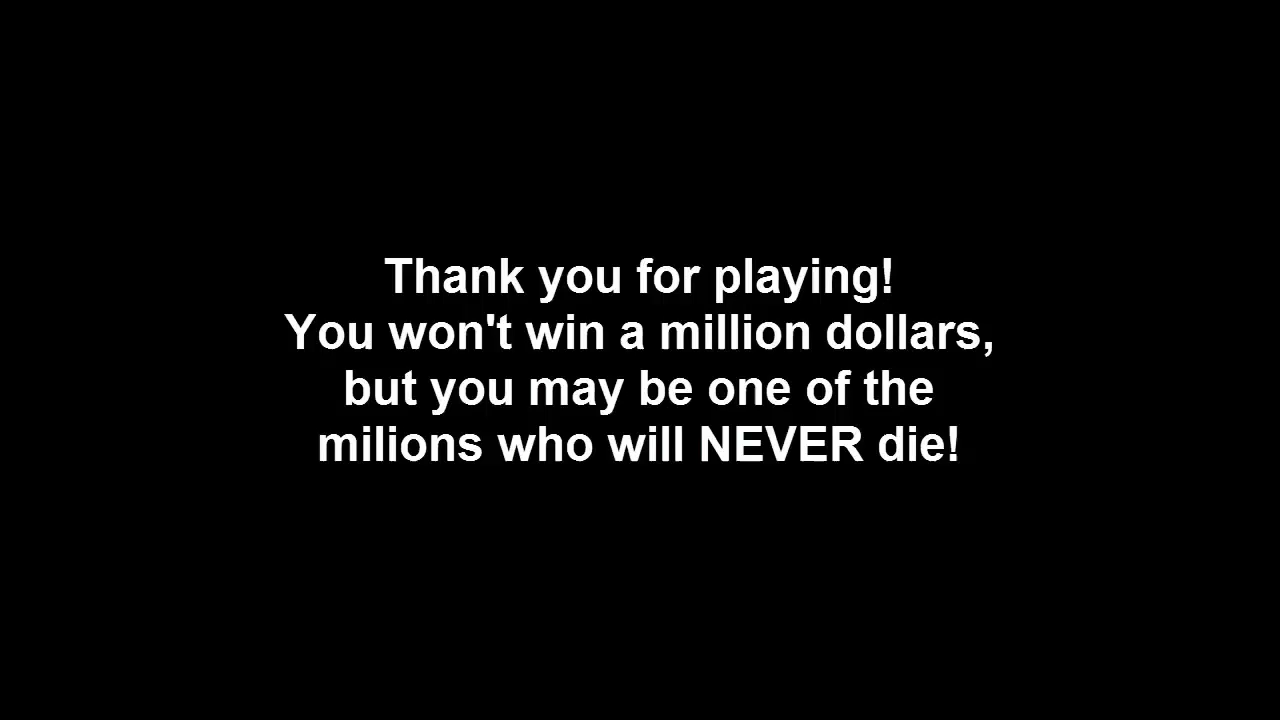 Thank you for playing!
You won't win a million dollars,
but you may be one of the
milions who will NEVER die!